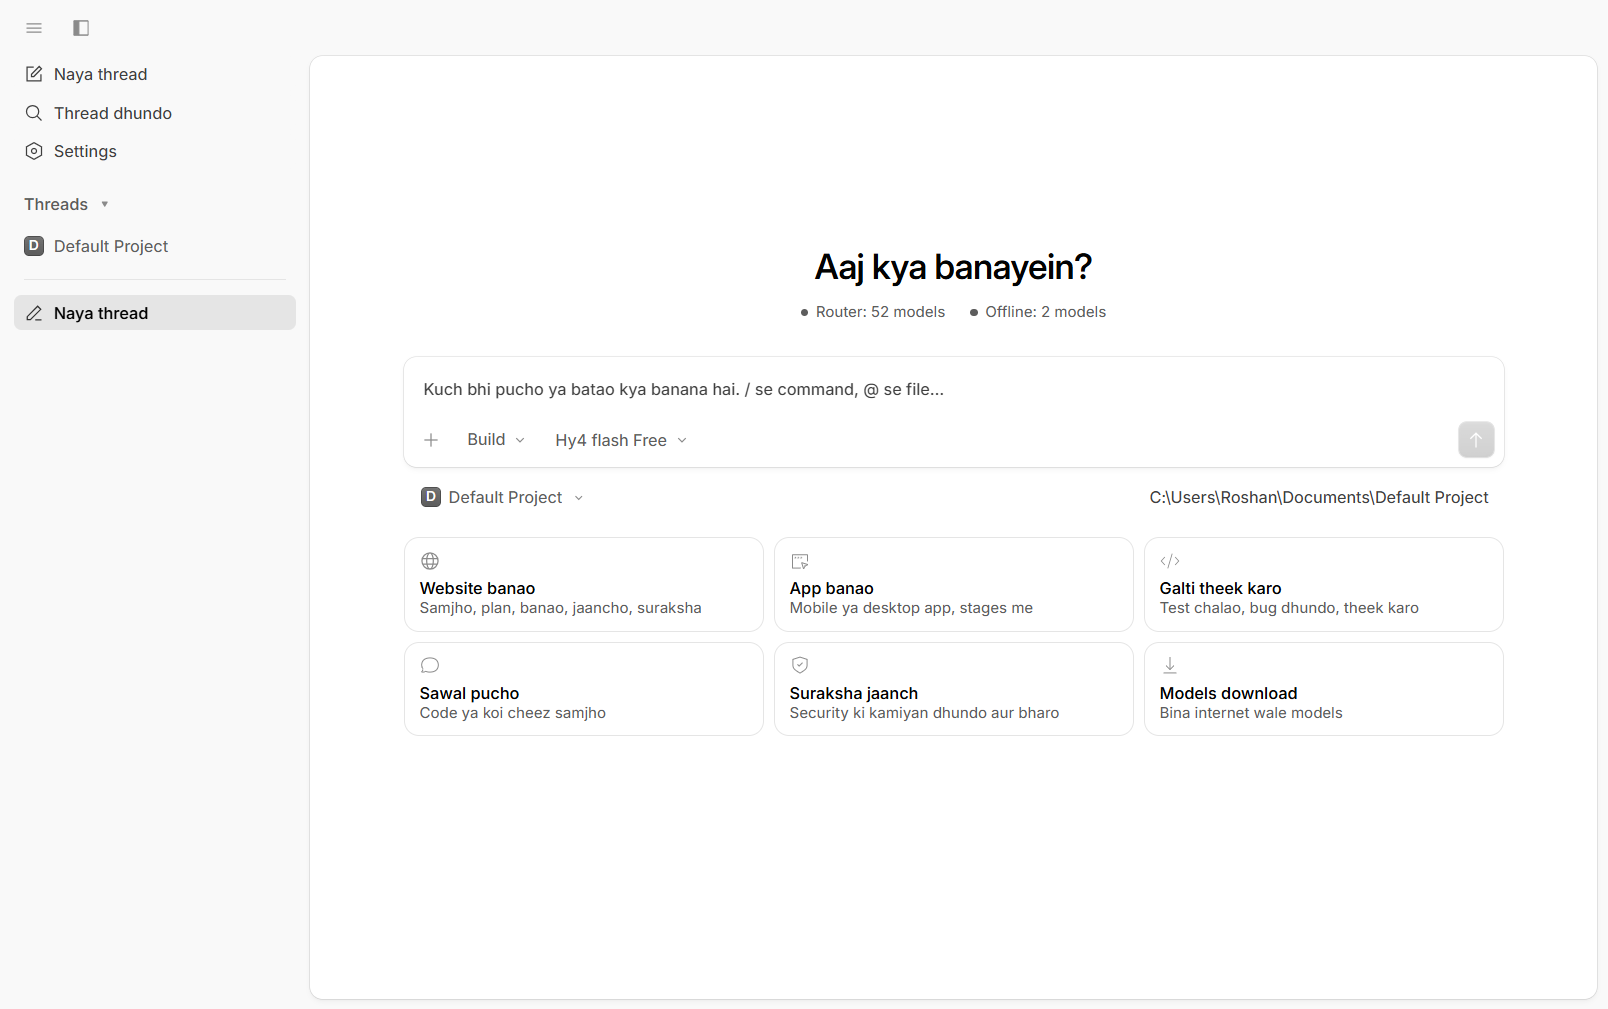 Naya thread
Thread dhundo
Settings
Threads
D Default Project
Naya thread
Aaj kya banayein?
Router: 52 models Offline: 2 models
Kuch bhi pucho ya batao kya banana hai. / se command, @ se file...
Build Hy4 flash Free
D Default Project C:\Users\Roshan\Documents\Default Project
Website banao
Samjho, plan, banao, jaancho, suraksha
App banao
Mobile ya desktop app, stages me
Galti theek karo
Test chalao, bug dhundo, theek karo
Sawal pucho
Code ya koi cheez samjho
Suraksha jaanch
Security ki kamiyan dhundo aur bharo
Models download
Bina internet wale models